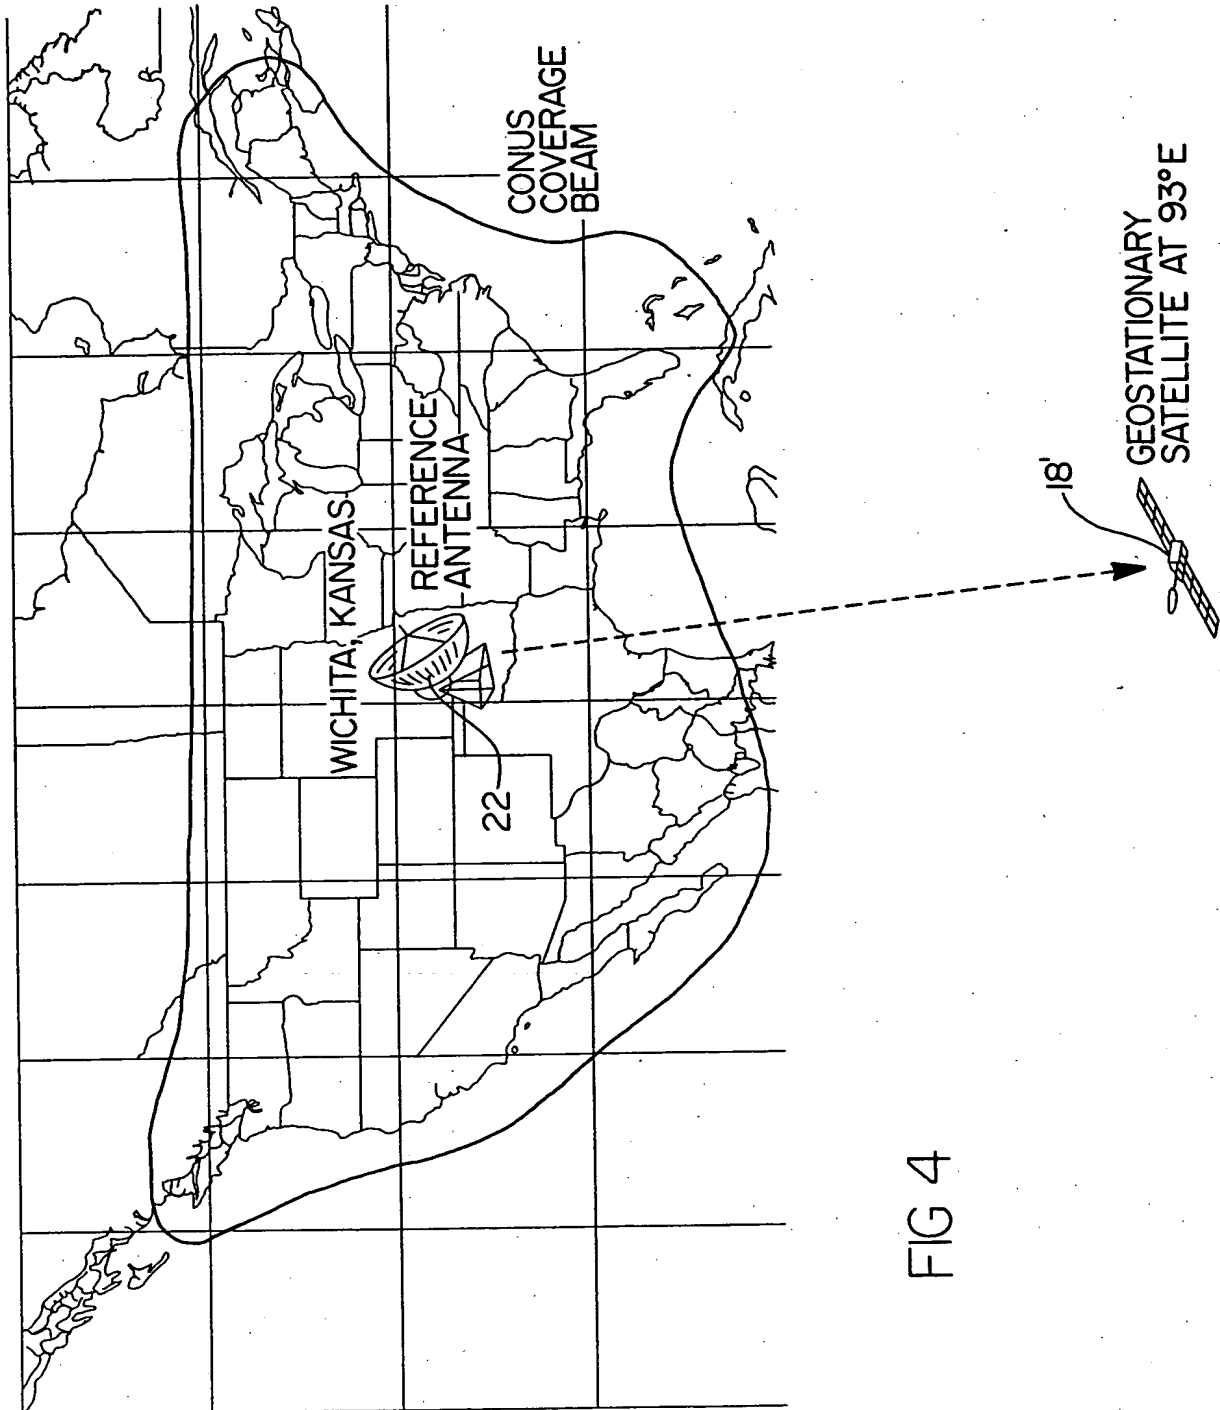 WICHITA, KANSAS
REFERENCE
ANTENNA
22
CONUS
COVERAGE
BEAM
18'
GEOSTATIONARY
SATELLITE AT 93°E
FIG 4